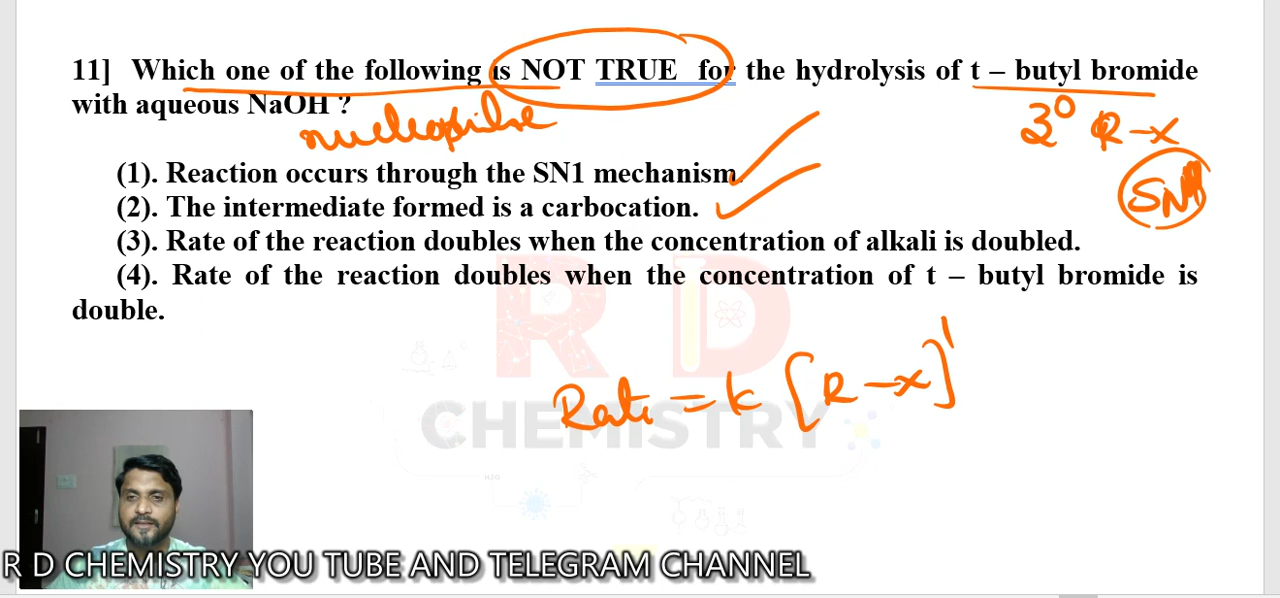 11] Which one of the following is NOT TRUE for the hydrolysis of t – butyl bromide
with aqueous NaOH ?
nucleophile
3° R-X
SN1
(1). Reaction occurs through the SN1 mechanism.
(2). The intermediate formed is a carbocation.
(3). Rate of the reaction doubles when the concentration of alkali is doubled.
(4). Rate of the reaction doubles when the concentration of t – butyl bromide is
double.
R D
Rate = k [R-X]¹
CHEMISTRY
H2O
R D CHEMISTRY YOU TUBE AND TELEGRAM CHANNEL